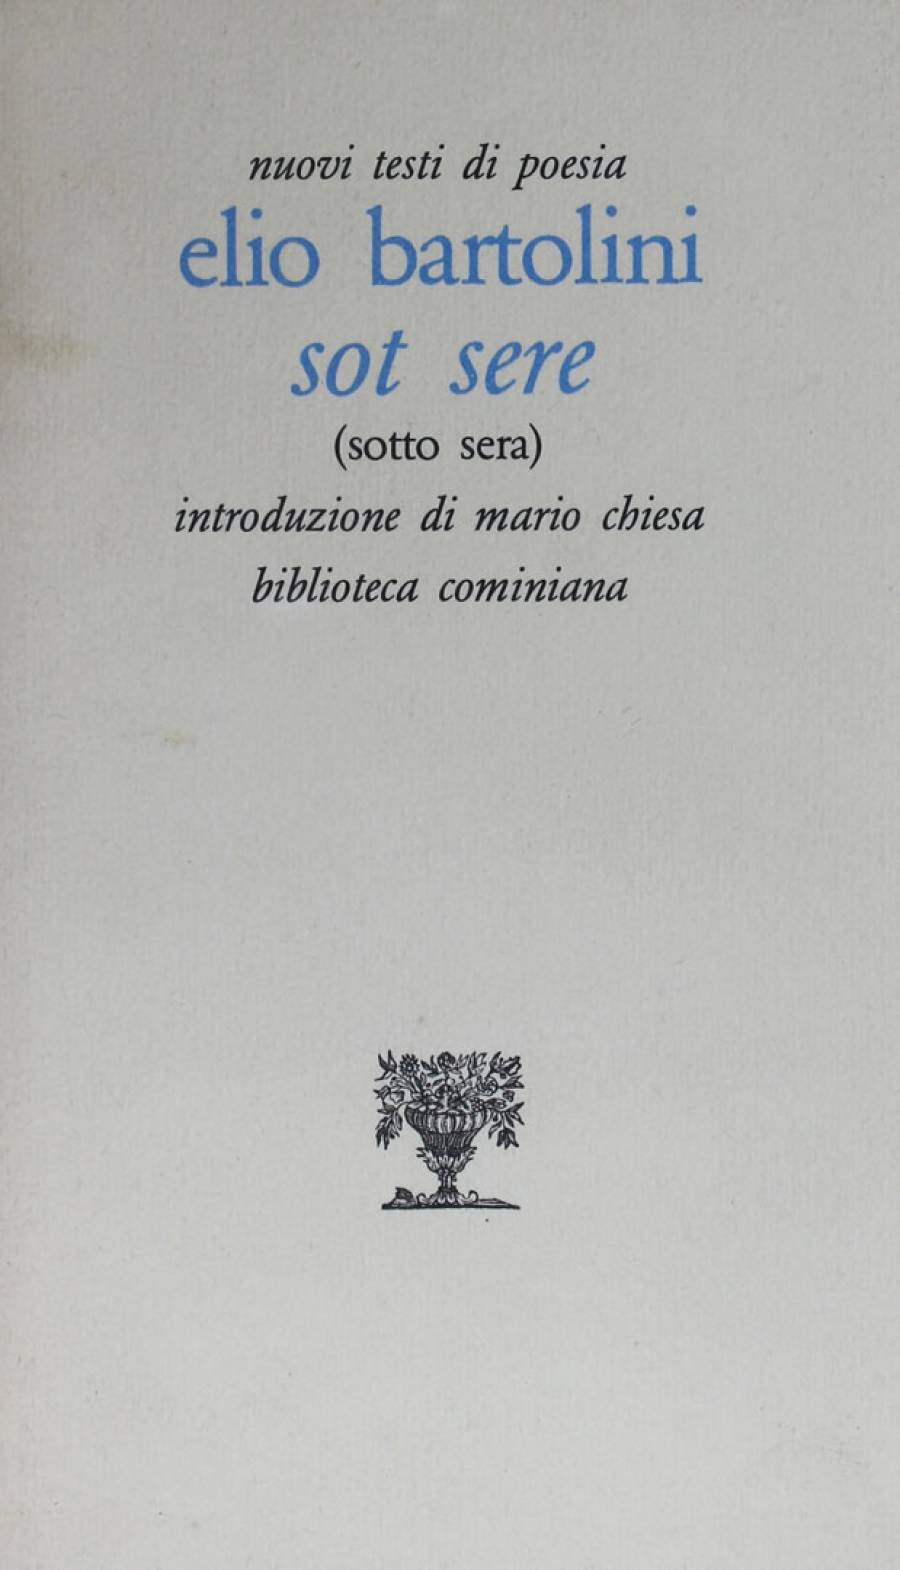 nuovi testi di poesia
elio bartolini
sot sere
(sotto sera)
introduzione di mario chiesa
biblioteca cominiana